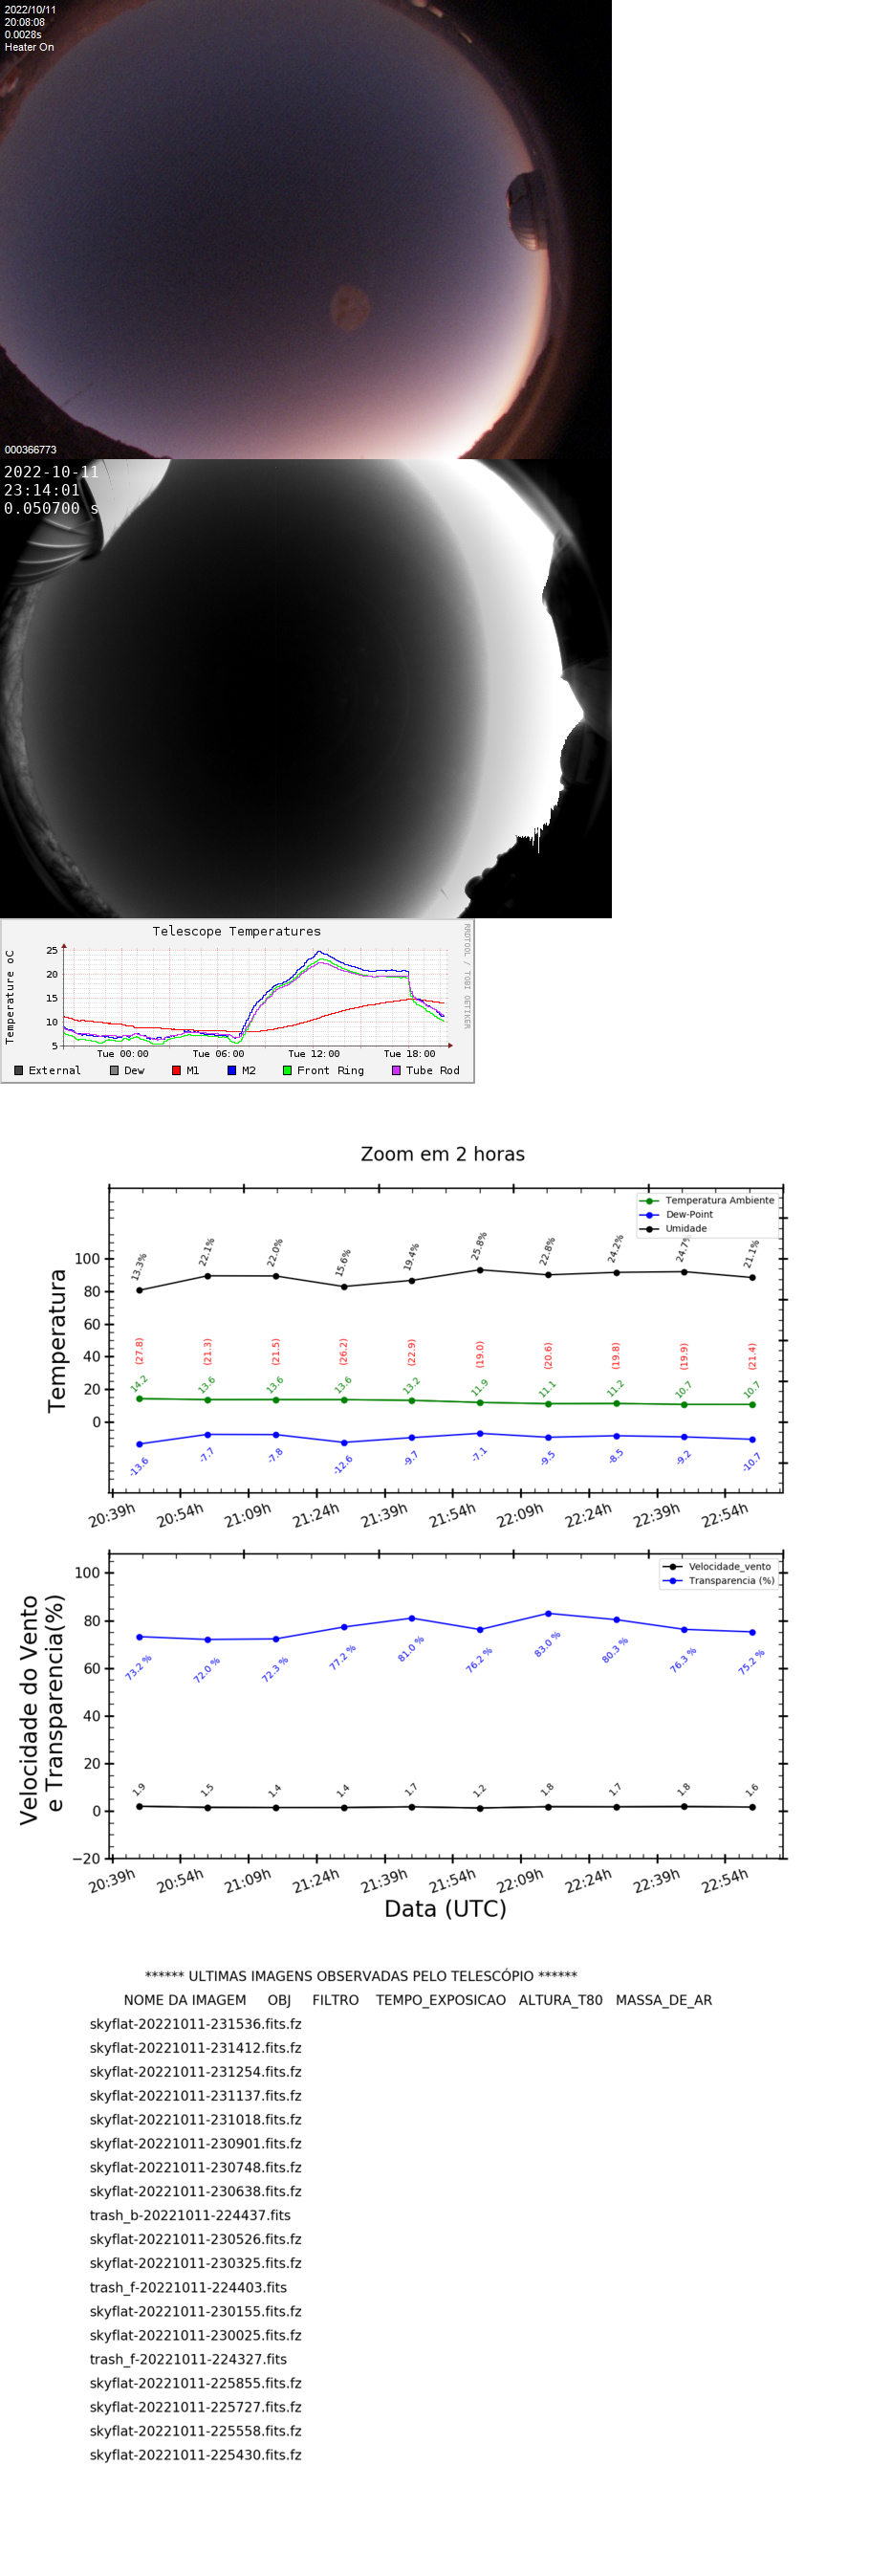 2022/10/11
20:08:08
0.0028s
Heater On
000366773
2022-10-11
23:14:01
0.050700 s
Telescope Temperatures
RRDTOOL / TOBI OETIKER
Temperature oC
25
20
15
10
5
Tue 00:00 Tue 06:00 Tue 12:00 Tue 18:00
External Dew M1 M2 Front Ring Tube Rod
Zoom em 2 horas
Temperatura Ambiente
Dew-Point
Umidade
Temperatura
100
80
60
40
20
0
13.3% 22.1% 22.0% 15.6% 19.4% 25.8% 22.8% 24.2% 24.7% 21.1%
(27.8) (21.3) (21.5) (26.2) (22.9) (19.0) (20.6) (19.8) (19.9) (21.4)
14.2 13.6 13.6 13.6 13.2 11.9 11.1 11.2 10.7 10.7
-13.6 -7.7 -7.8 -12.6 -9.7 -7.1 -9.5 -8.5 -9.2 -10.7
20:39h 20:54h 21:09h 21:24h 21:39h 21:54h 22:09h 22:24h 22:39h 22:54h
Velocidade_vento
Transparencia (%)
Velocidade do Vento
e Transparencia(%)
100
80
60
40
20
0
−20
73.2 % 72.0 % 72.3 % 77.2 % 81.0 % 76.2 % 83.0 % 80.3 % 76.3 % 75.2 %
1.9 1.5 1.4 1.4 1.7 1.2 1.8 1.7 1.8 1.6
20:39h 20:54h 21:09h 21:24h 21:39h 21:54h 22:09h 22:24h 22:39h 22:54h
Data (UTC)
****** ULTIMAS IMAGENS OBSERVADAS PELO TELESCÓPIO ******
NOME DA IMAGEM OBJ FILTRO TEMPO_EXPOSICAO ALTURA_T80 MASSA_DE_AR
skyflat-20221011-231536.fits.fz
skyflat-20221011-231412.fits.fz
skyflat-20221011-231254.fits.fz
skyflat-20221011-231137.fits.fz
skyflat-20221011-231018.fits.fz
skyflat-20221011-230901.fits.fz
skyflat-20221011-230748.fits.fz
skyflat-20221011-230638.fits.fz
trash_b-20221011-224437.fits
skyflat-20221011-230526.fits.fz
skyflat-20221011-230325.fits.fz
trash_f-20221011-224403.fits
skyflat-20221011-230155.fits.fz
skyflat-20221011-230025.fits.fz
trash_f-20221011-224327.fits
skyflat-20221011-225855.fits.fz
skyflat-20221011-225727.fits.fz
skyflat-20221011-225558.fits.fz
skyflat-20221011-225430.fits.fz